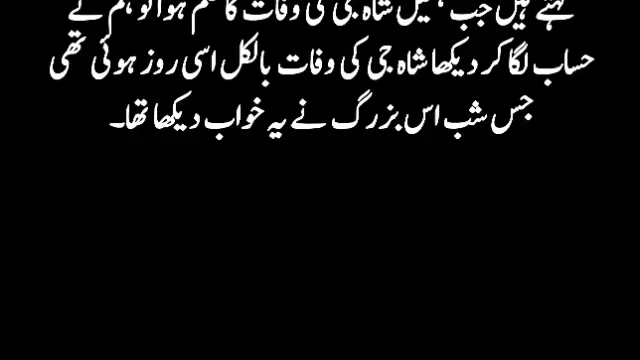 کہتے ہیں جب ہمیں شاہ جی کی وفات کا علم ہوا تو ہم نے
حساب لگا کر دیکھا شاہ جی کی وفات بالکل اسی روز ہوئی تھی
جس شب اس بزرگ نے یہ خواب دیکھا تھا۔